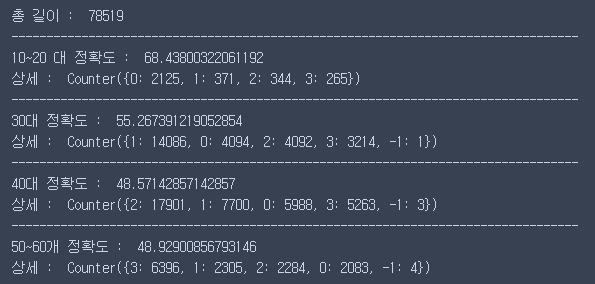 총 길이 :  78519
--------------------------------------------------------------------------------
10~20 대 정확도 :  68.43800322061192
상세 :  Counter({0: 2125, 1: 371, 2: 344, 3: 265})
--------------------------------------------------------------------------------
30대 정확도 :  55.267391219052854
상세 :  Counter({1: 14086, 0: 4094, 2: 4092, 3: 3214, -1: 1})
--------------------------------------------------------------------------------
40대 정확도 :  48.57142857142857
상세 :  Counter({2: 17901, 1: 7700, 0: 5988, 3: 5263, -1: 3})
--------------------------------------------------------------------------------
50~60개 정확도 :  48.92900856793146
상세 :  Counter({3: 6396, 1: 2305, 2: 2284, 0: 2083, -1: 4})